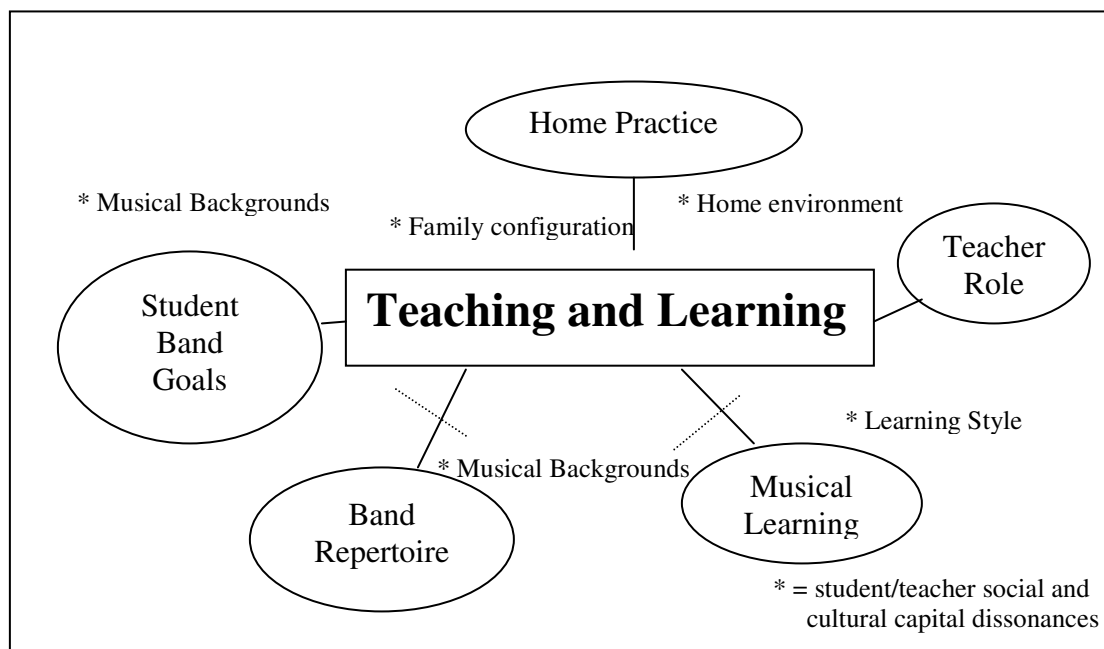 Home Practice
* Musical Backgrounds
* Home environment
* Family configuration
Teacher
Role
Student
Band
Goals
Teaching and Learning
* Learning Style
* Musical Backgrounds
Musical
Learning
Band
Repertoire
* = student/teacher social and
cultural capital dissonances